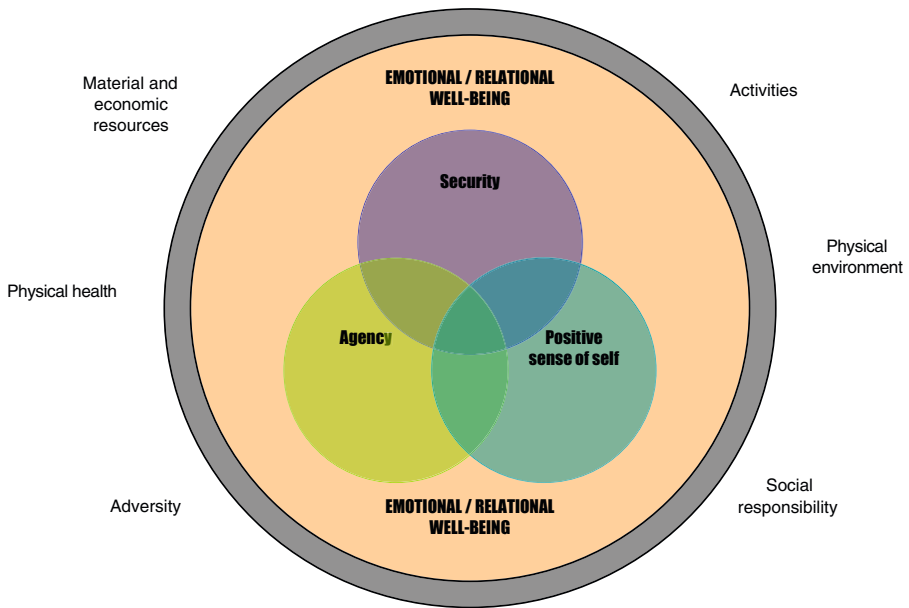 EMOTIONAL / RELATIONAL
WELL-BEING
Material and
economic
resources
Activities
Security
Physical
environment
Physical health
Agency
Positive
sense of self
Adversity
Social
responsibility
EMOTIONAL / RELATIONAL
WELL-BEING